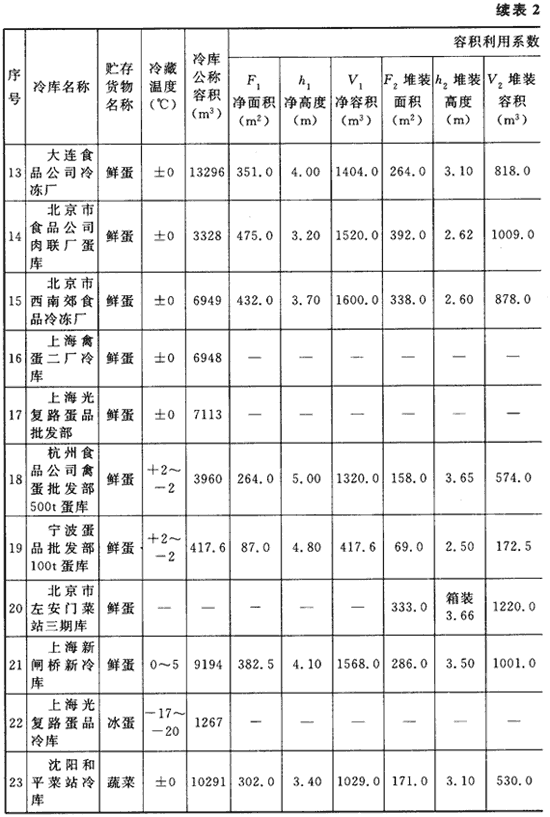 续表 2
序号 冷库名称 贮存货物名称 冷藏温度(℃) 冷库公称容积(m³) 容积利用系数
F₁净面积(m²) h₁净高度(m) V₁净容积(m³) F₂堆装面积(m²) h₂堆装高度(m) V₂堆装容积(m³)
13 大连食品公司冷冻厂 鲜蛋 ±0 13296 351.0 4.00 1404.0 264.0 3.10 818.0
14 北京市食品公司肉联厂蛋库 鲜蛋 ±0 3328 475.0 3.20 1520.0 392.0 2.62 1009.0
15 北京市西南郊食品冷冻厂 鲜蛋 ±0 6949 432.0 3.70 1600.0 338.0 2.60 878.0
16 上海禽蛋二厂冷库 鲜蛋 ±0 6948 — — — — — —
17 上海光复路蛋品批发部 鲜蛋 ±0 7113 — — — — — —
18 杭州食品公司禽蛋批发部500t蛋库 鲜蛋 +2～-2 3960 264.0 5.00 1320.0 158.0 3.65 574.0
19 宁波蛋品批发部100t蛋库 鲜蛋 +2～-2 417.6 87.0 4.80 417.6 69.0 2.50 172.5
20 北京市左安门菜站三期库 鲜蛋 — — — — — 333.0 箱装3.66 1220.0
21 上海新闸桥新冷库 鲜蛋 0～5 9194 382.5 4.10 1568.0 286.0 3.50 1001.0
22 上海光复路蛋品冷库 冰蛋 -17～-20 1267 — — — — — —
23 沈阳和平菜站冷库 蔬菜 ±0 10291 302.0 3.40 1029.0 171.0 3.10 530.0